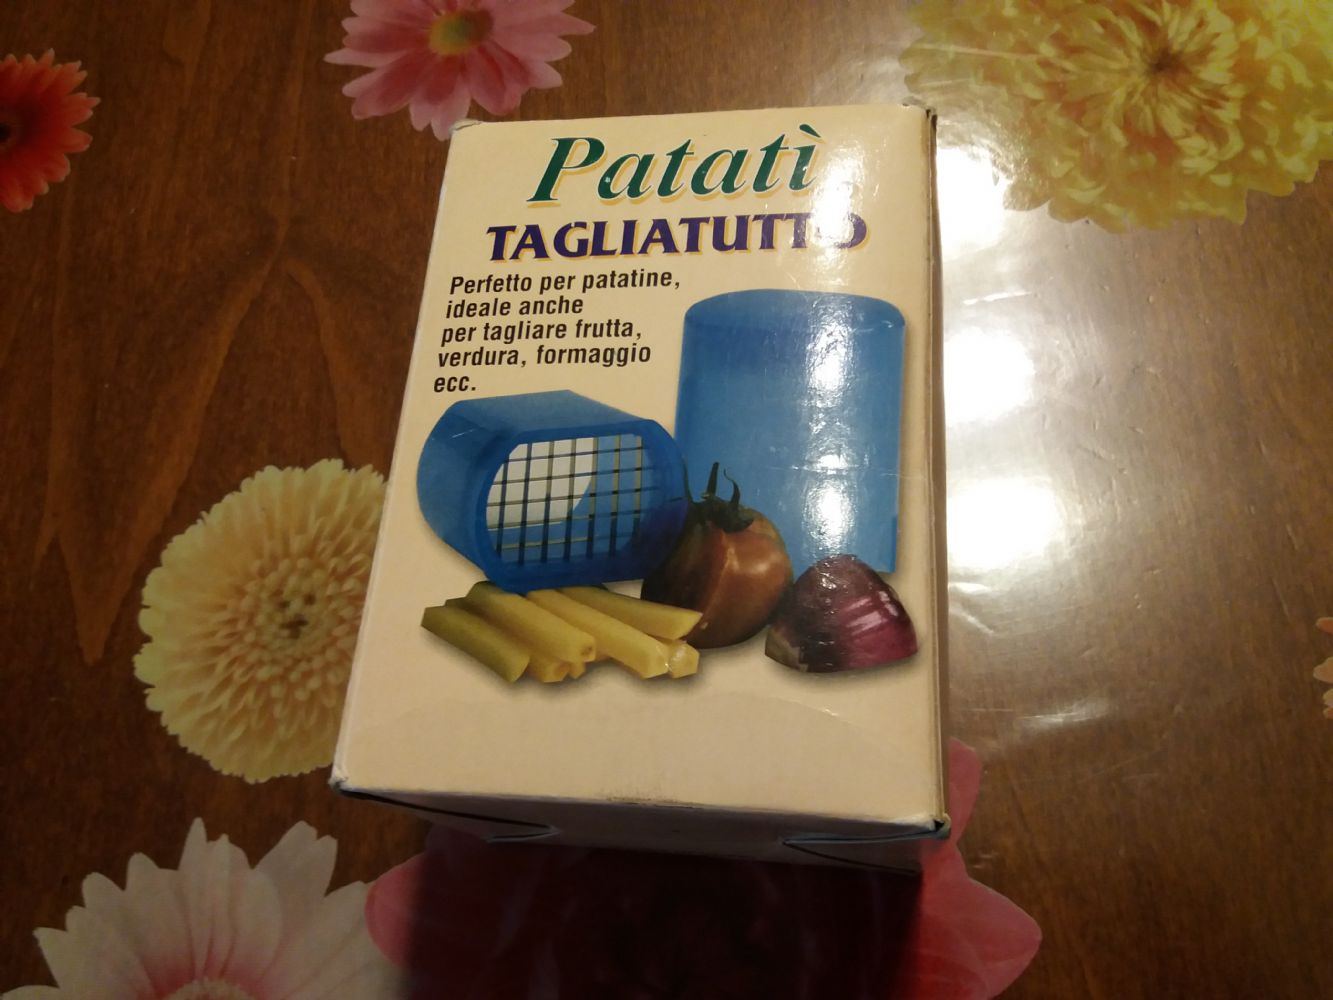 Patatì
TAGLIATUTTO
Perfetto per patatine,
ideale anche
per tagliare frutta,
verdura, formaggio
ecc.